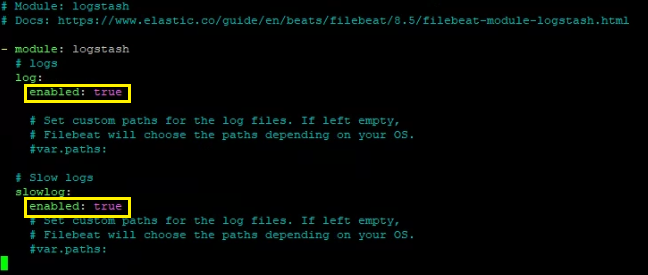 # Module: logstash
# Docs: https://www.elastic.co/guide/en/beats/filebeat/8.5/filebeat-module-logstash.html
- module: logstash
# logs
log:
enabled: true
# Set custom paths for the log files. If left empty,
# Filebeat will choose the paths depending on your OS.
#var.paths:
# Slow logs
slowlog:
enabled: true
# Set custom paths for the log files. If left empty,
# Filebeat will choose the paths depending on your OS.
#var.paths: